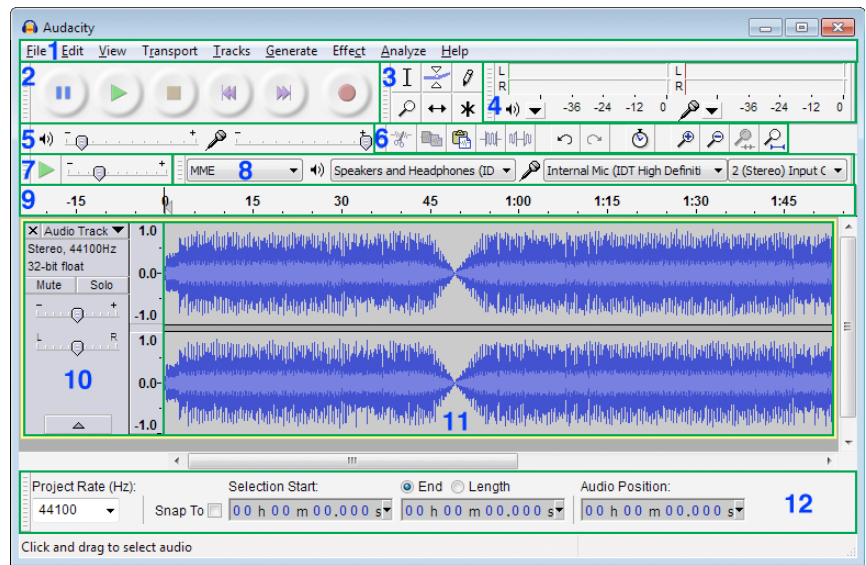 Audacity
File 1 Edit View Transport Tracks Generate Effect Analyze Help
2
3
4
L
R
-36 -24 -12 0
L
R
-36 -24 -12 0
5 - + - +
6
7 - +
MME 8 Speakers and Headphones (ID Internal Mic (IDT High Definiti 2 (Stereo) Input C
9 -15 0 15 30 45 1:00 1:15 1:30 1:45
X Audio Track
Stereo, 44100Hz
32-bit float
Mute Solo
- +
L R
10
1.0
0.0-
-1.0
1.0
0.0-
-1.0
11
Project Rate (Hz): Selection Start: End Length Audio Position:
44100 Snap To 00 h 00 m 00.000 s 00 h 00 m 00.000 s 00 h 00 m 00.000 s
12
Click and drag to select audio